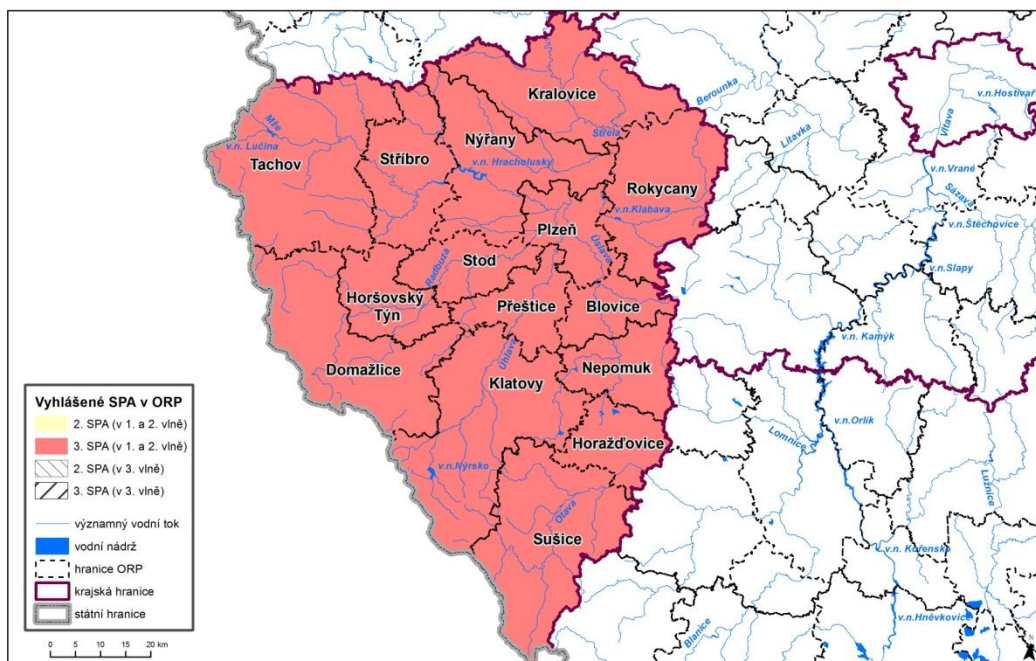 v.n.Hostivař
Kralovice
Berounka
Vltava
Mže
Střela
Litavka
Nýřany
v.n. Lučina
Stříbro
Tachov
v.n. Hracholusky
v.n.Vrané
Rokycany
Sázava
v.n.Klabava
v.n.Štěchovice
Plzeň
Úslava
Stod
Radbuza
v.n.Slapy
Horšovský
Týn
Přeštice
Blovice
v.n. Kamýk
Úhlava
Domažlice
Klatovy
Nepomuk
Vyhlášené SPA v ORP
2. SPA (v 1. a 2. vlně)
3. SPA (v 1. a 2. vlně)
2. SPA (v 3. vlně)
3. SPA (v 3. vlně)
významný vodní tok
vodní nádrž
hranice ORP
krajská hranice
státní hranice
0 5 10 20 km
v.n.Orlík
Lomnice
Horažďovice
v.n.Nýrsko
Lužnice
Otava
Sušice
v.n. Kořensko
v.n.Hněvkovice
Blanice